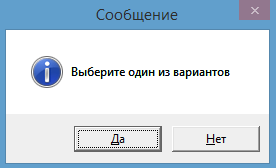 Сообщение
Выберите один из вариантов
Да
Нет